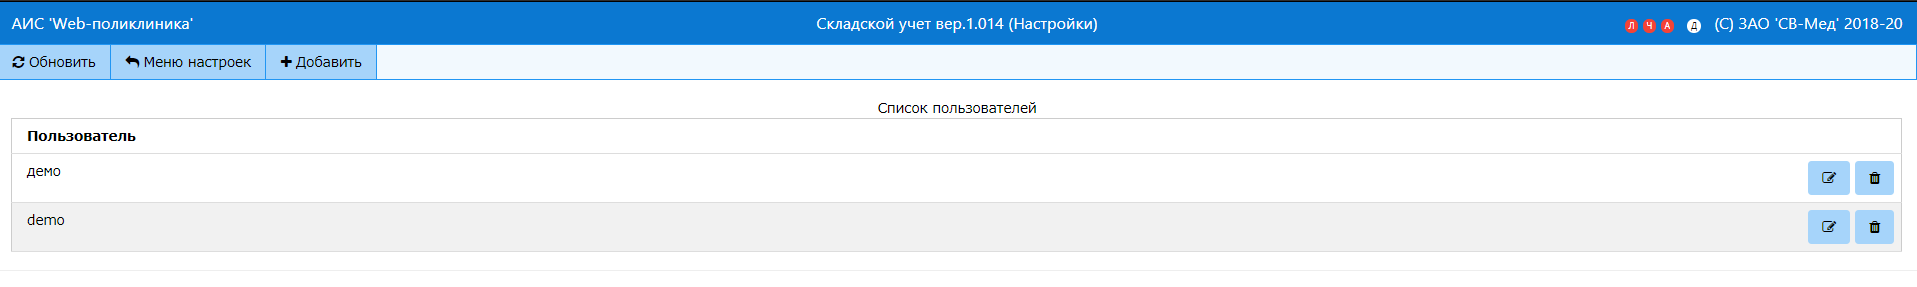 АИС 'Web-поликлиника' Складской учет вер.1.014 (Настройки) Л Ч А Д (C) ЗАО 'СВ-Мед' 2018-20
Обновить Меню настроек Добавить
Список пользователей
Пользователь
демо
demo